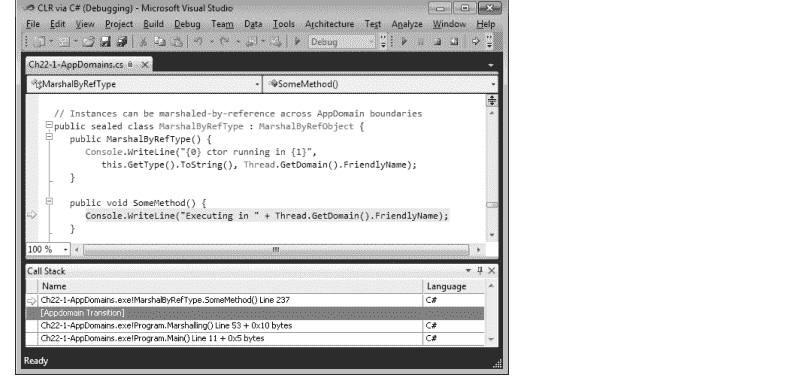 CLR via C# (Debugging) - Microsoft Visual Studio
File Edit View Project Build Debug Team Data Tools Architecture Test Analyze Window Help
Debug
Ch22-1-AppDomains.cs
MarshalByRefType SomeMethod()
// Instances can be marshaled-by-reference across AppDomain boundaries
public sealed class MarshalByRefType : MarshalByRefObject {
public MarshalByRefType() {
Console.WriteLine("{0} ctor running in {1}",
this.GetType().ToString(), Thread.GetDomain().FriendlyName);
}
public void SomeMethod() {
Console.WriteLine("Executing in " + Thread.GetDomain().FriendlyName);
}
100 %
Call Stack
Name Language
Ch22-1-AppDomains.exe!MarshalByRefType.SomeMethod() Line 237 C#
[Appdomain Transition]
Ch22-1-AppDomains.exe!Program.Marshalling() Line 53 + 0x10 bytes C#
Ch22-1-AppDomains.exe!Program.Main() Line 11 + 0x5 bytes C#
Ready